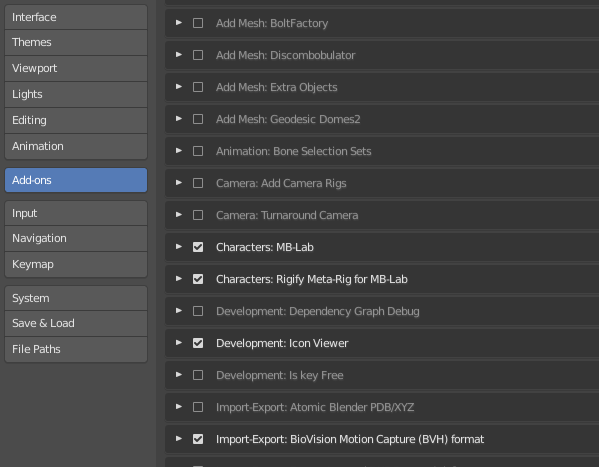 Interface
Themes
Viewport
Lights
Editing
Animation
Add-ons
Input
Navigation
Keymap
System
Save & Load
File Paths
Add Mesh: BoltFactory
Add Mesh: Discombobulator
Add Mesh: Extra Objects
Add Mesh: Geodesic Domes2
Animation: Bone Selection Sets
Camera: Add Camera Rigs
Camera: Turnaround Camera
Characters: MB-Lab
Characters: Rigify Meta-Rig for MB-Lab
Development: Dependency Graph Debug
Development: Icon Viewer
Development: Is key Free
Import-Export: Atomic Blender PDB/XYZ
Import-Export: BioVision Motion Capture (BVH) format